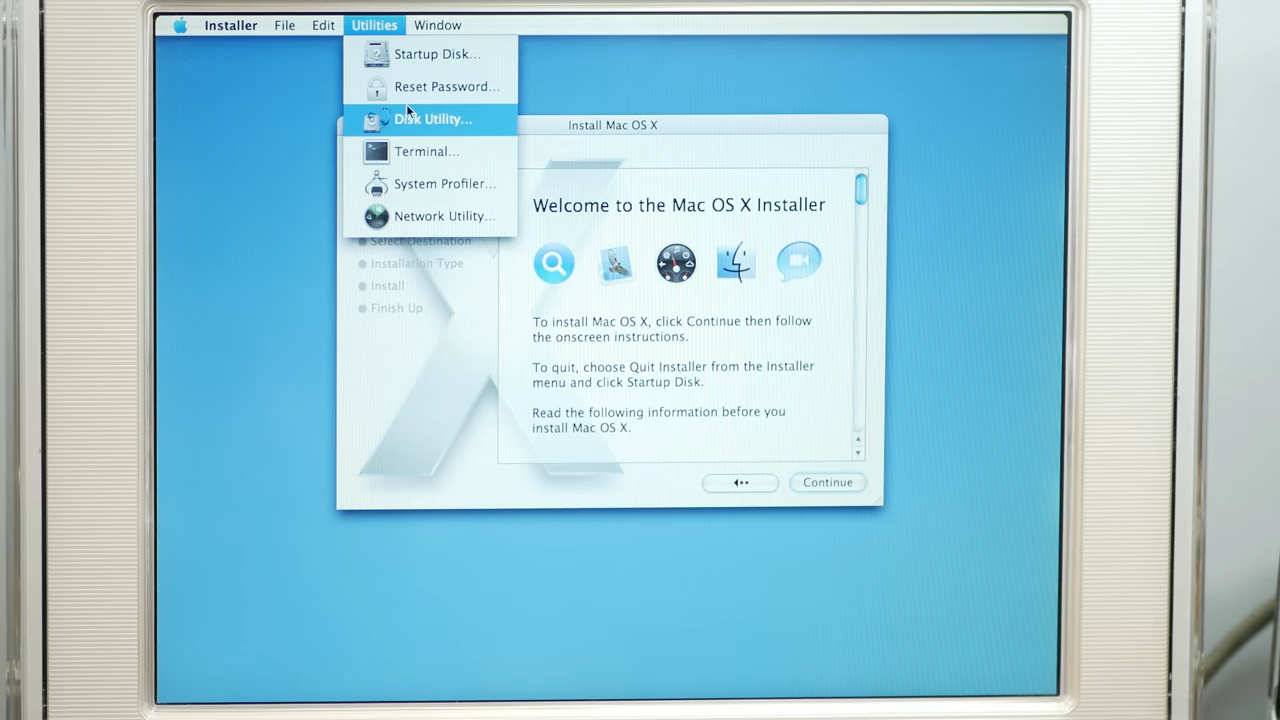 Installer File Edit Utilities Window
Startup Disk...
Reset Password...
Disk Utility...
Terminal...
System Profiler...
Network Utility...
Install Mac OS X
Select Destination
Installation Type
Install
Finish Up
Welcome to the Mac OS X Installer
To install Mac OS X, click Continue then follow
the onscreen instructions.
To quit, choose Quit Installer from the Installer
menu and click Startup Disk.
Read the following information before you
install Mac OS X.
Continue